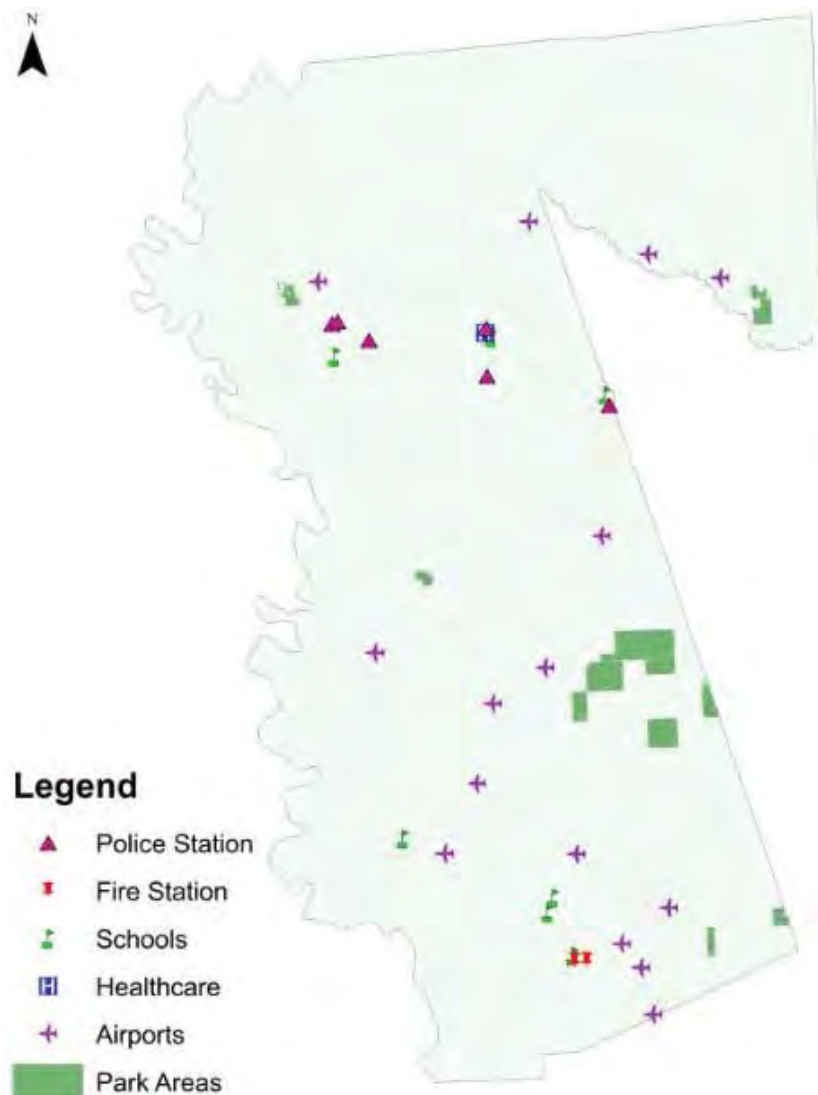 N
Legend
Police Station
Fire Station
Schools
H Healthcare
Airports
Park Areas